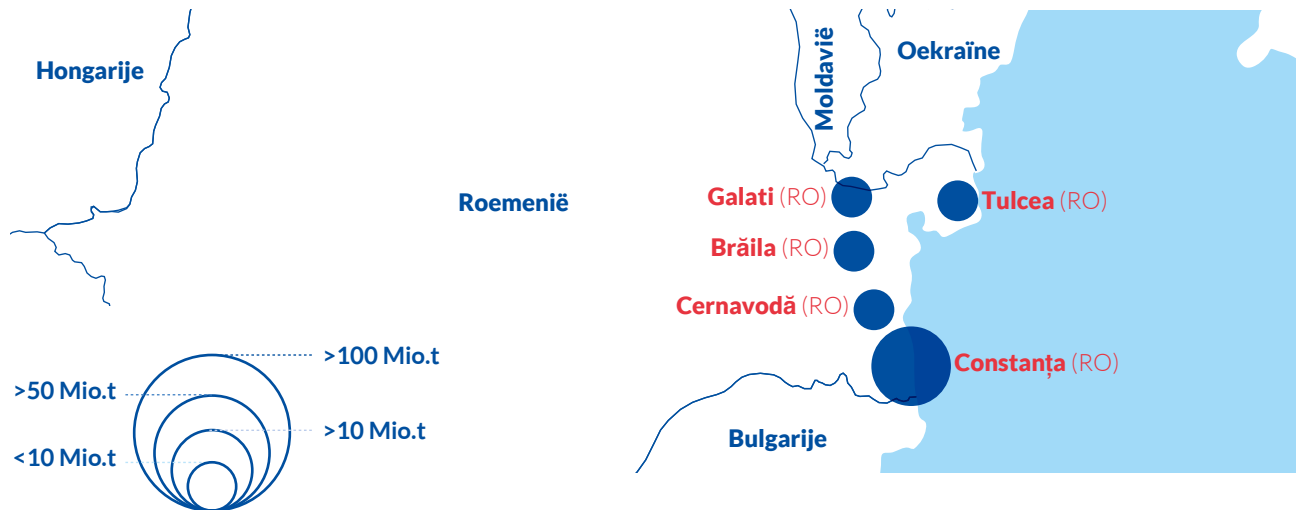 Hongarije
Moldavië
Oekraïne
Roemenië
Galati (RO)
Tulcea (RO)
Brăila (RO)
Cernavodă (RO)
Constanța (RO)
Bulgarije
>100 Mio.t
>50 Mio.t
>10 Mio.t
<10 Mio.t